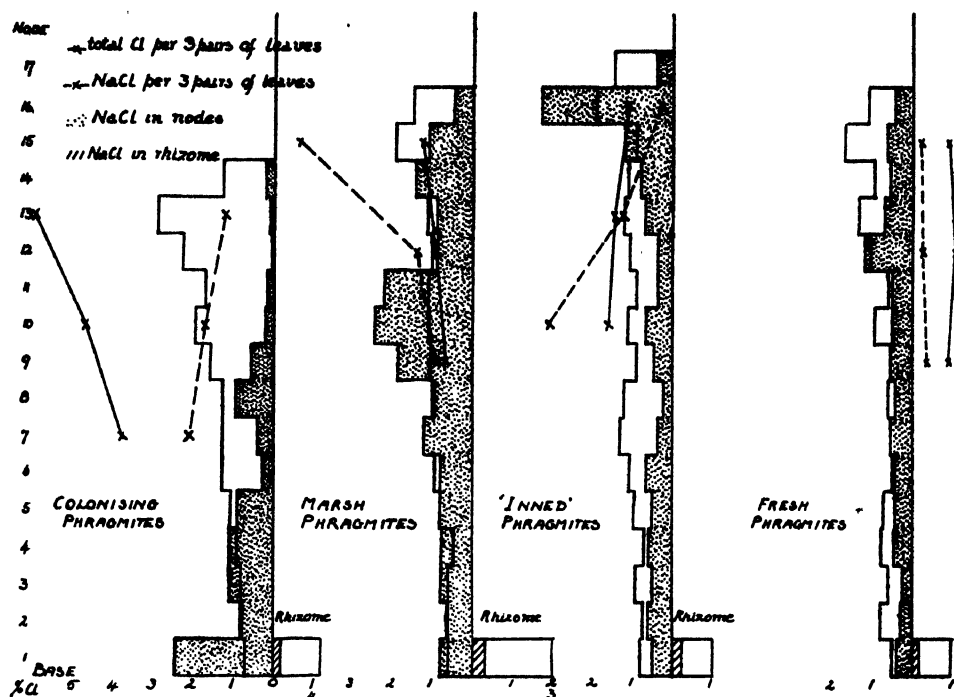 NODE
total Cl per 3 pairs of leaves
7
NaCl per 3 pairs of leaves
16
NaCl in nodes
15
NaCl in rhizome
14
13
12
11
10
9
8
7
6
5
COLONISING PHRAGMITES
MARSH PHRAGMITES
'INNED' PHRAGMITES
FRESH PHRAGMITES
4
3
2
Rhizome
Rhizome
Rhizome
1
BASE
% Cl 5 4 3 2 1 0 1 3 2 1 1 2 2 1 1 2 1 1